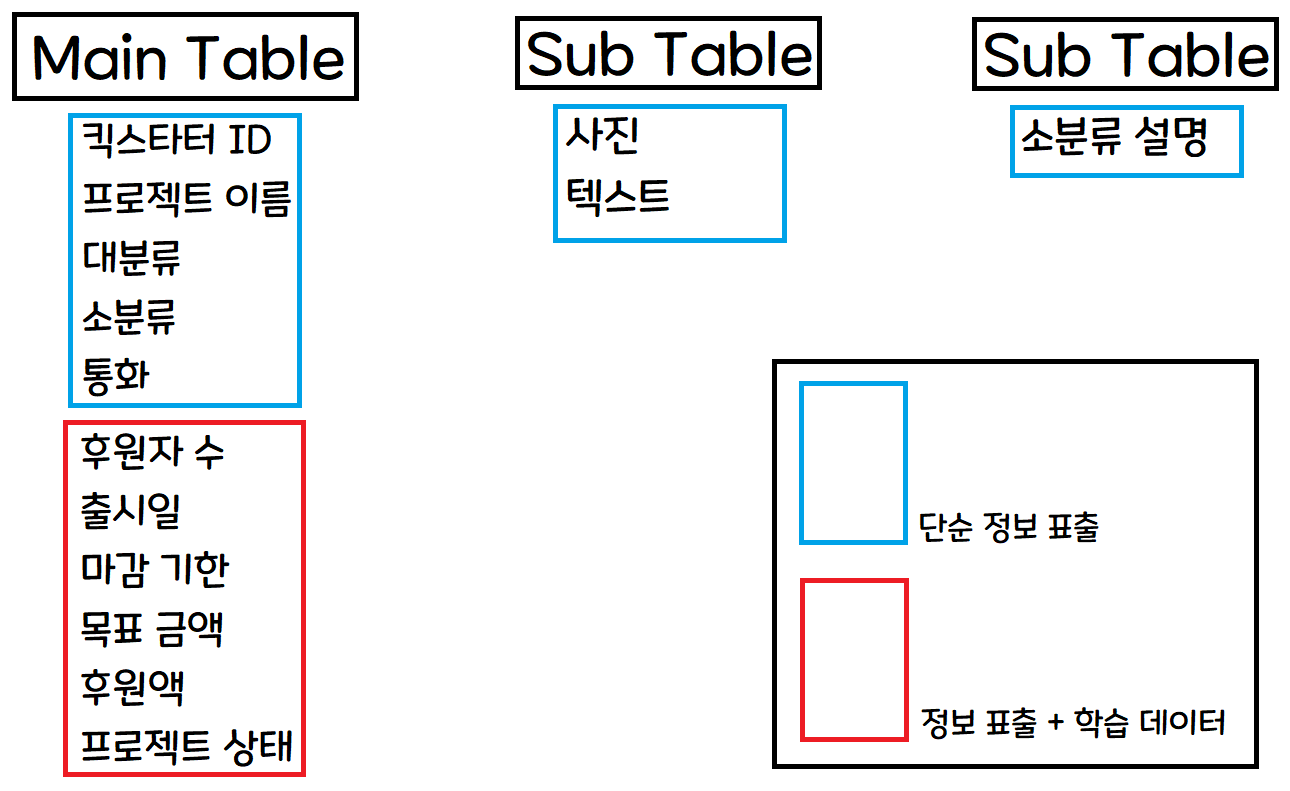 Main Table
킥스타터 ID
프로젝트 이름
대분류
소분류
통화
후원자 수
출시일
마감 기한
목표 금액
후원액
프로젝트 상태
Sub Table
사진
텍스트
Sub Table
소분류 설명
단순 정보 표출
정보 표출 + 학습 데이터